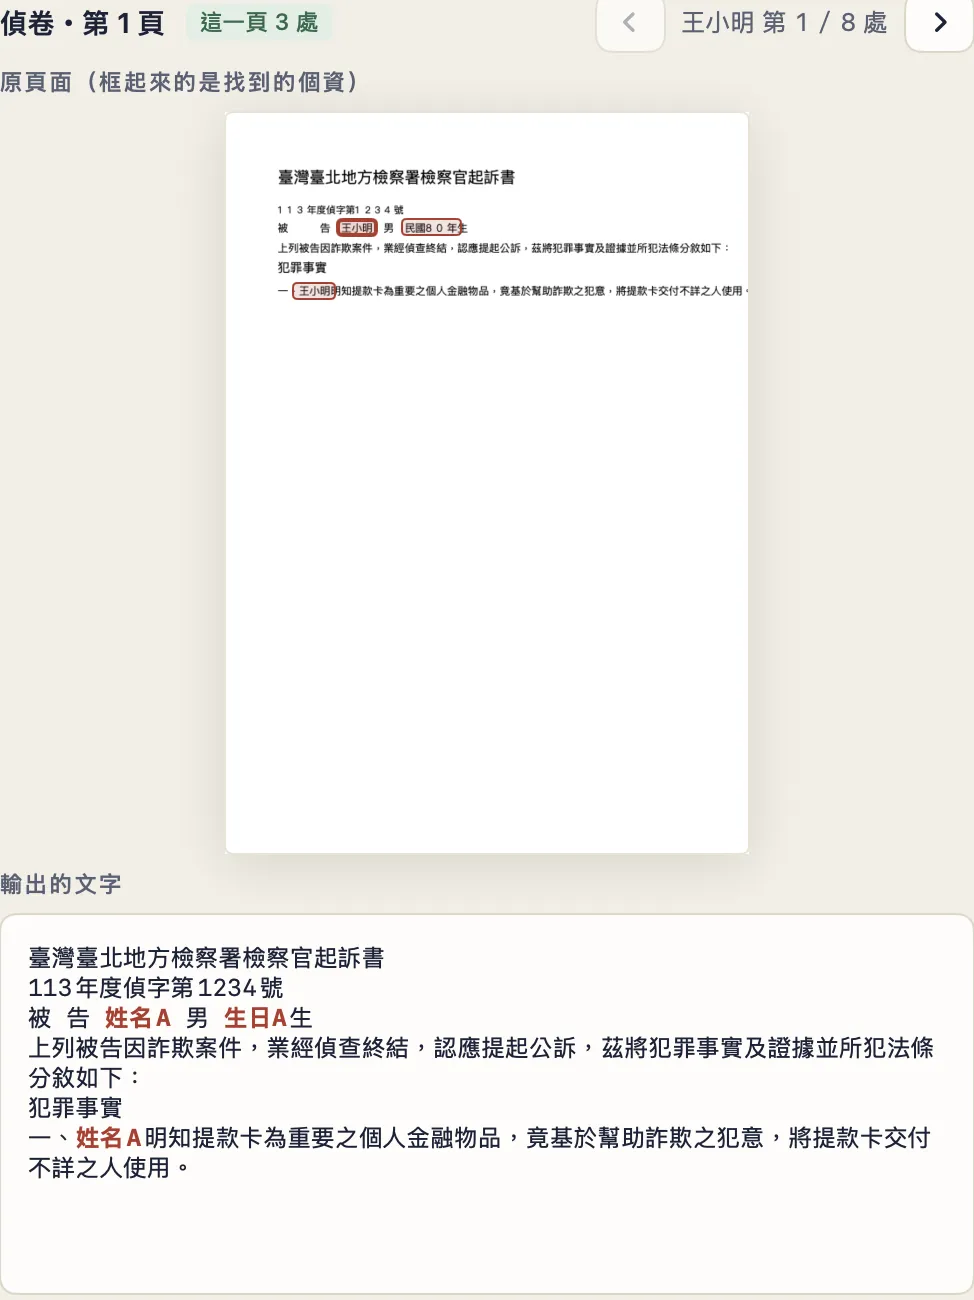 偵卷・第 1 頁 這一頁 3 處 王小明 第 1 / 8 處
原頁面（框起來的是找到的個資）
臺灣臺北地方檢察署檢察官起訴書
１１３年度偵字第１２３４號
被　　　告 王小明 男 民國８０年生
上列被告因詐欺案件，業經偵查終結，認應提起公訴，茲將犯罪事實及證據並所犯法條分敘如下：
犯罪事實
一、王小明明知提款卡為重要之個人金融物品，竟基於幫助詐欺之犯意，將提款卡交付不詳之人使用。
輸出的文字
臺灣臺北地方檢察署檢察官起訴書
113年度偵字第1234號
被 告 姓名A 男 生日A生
上列被告因詐欺案件，業經偵查終結，認應提起公訴，茲將犯罪事實及證據並所犯法條
分敘如下：
犯罪事實
一、姓名A明知提款卡為重要之個人金融物品，竟基於幫助詐欺之犯意，將提款卡交付
不詳之人使用。